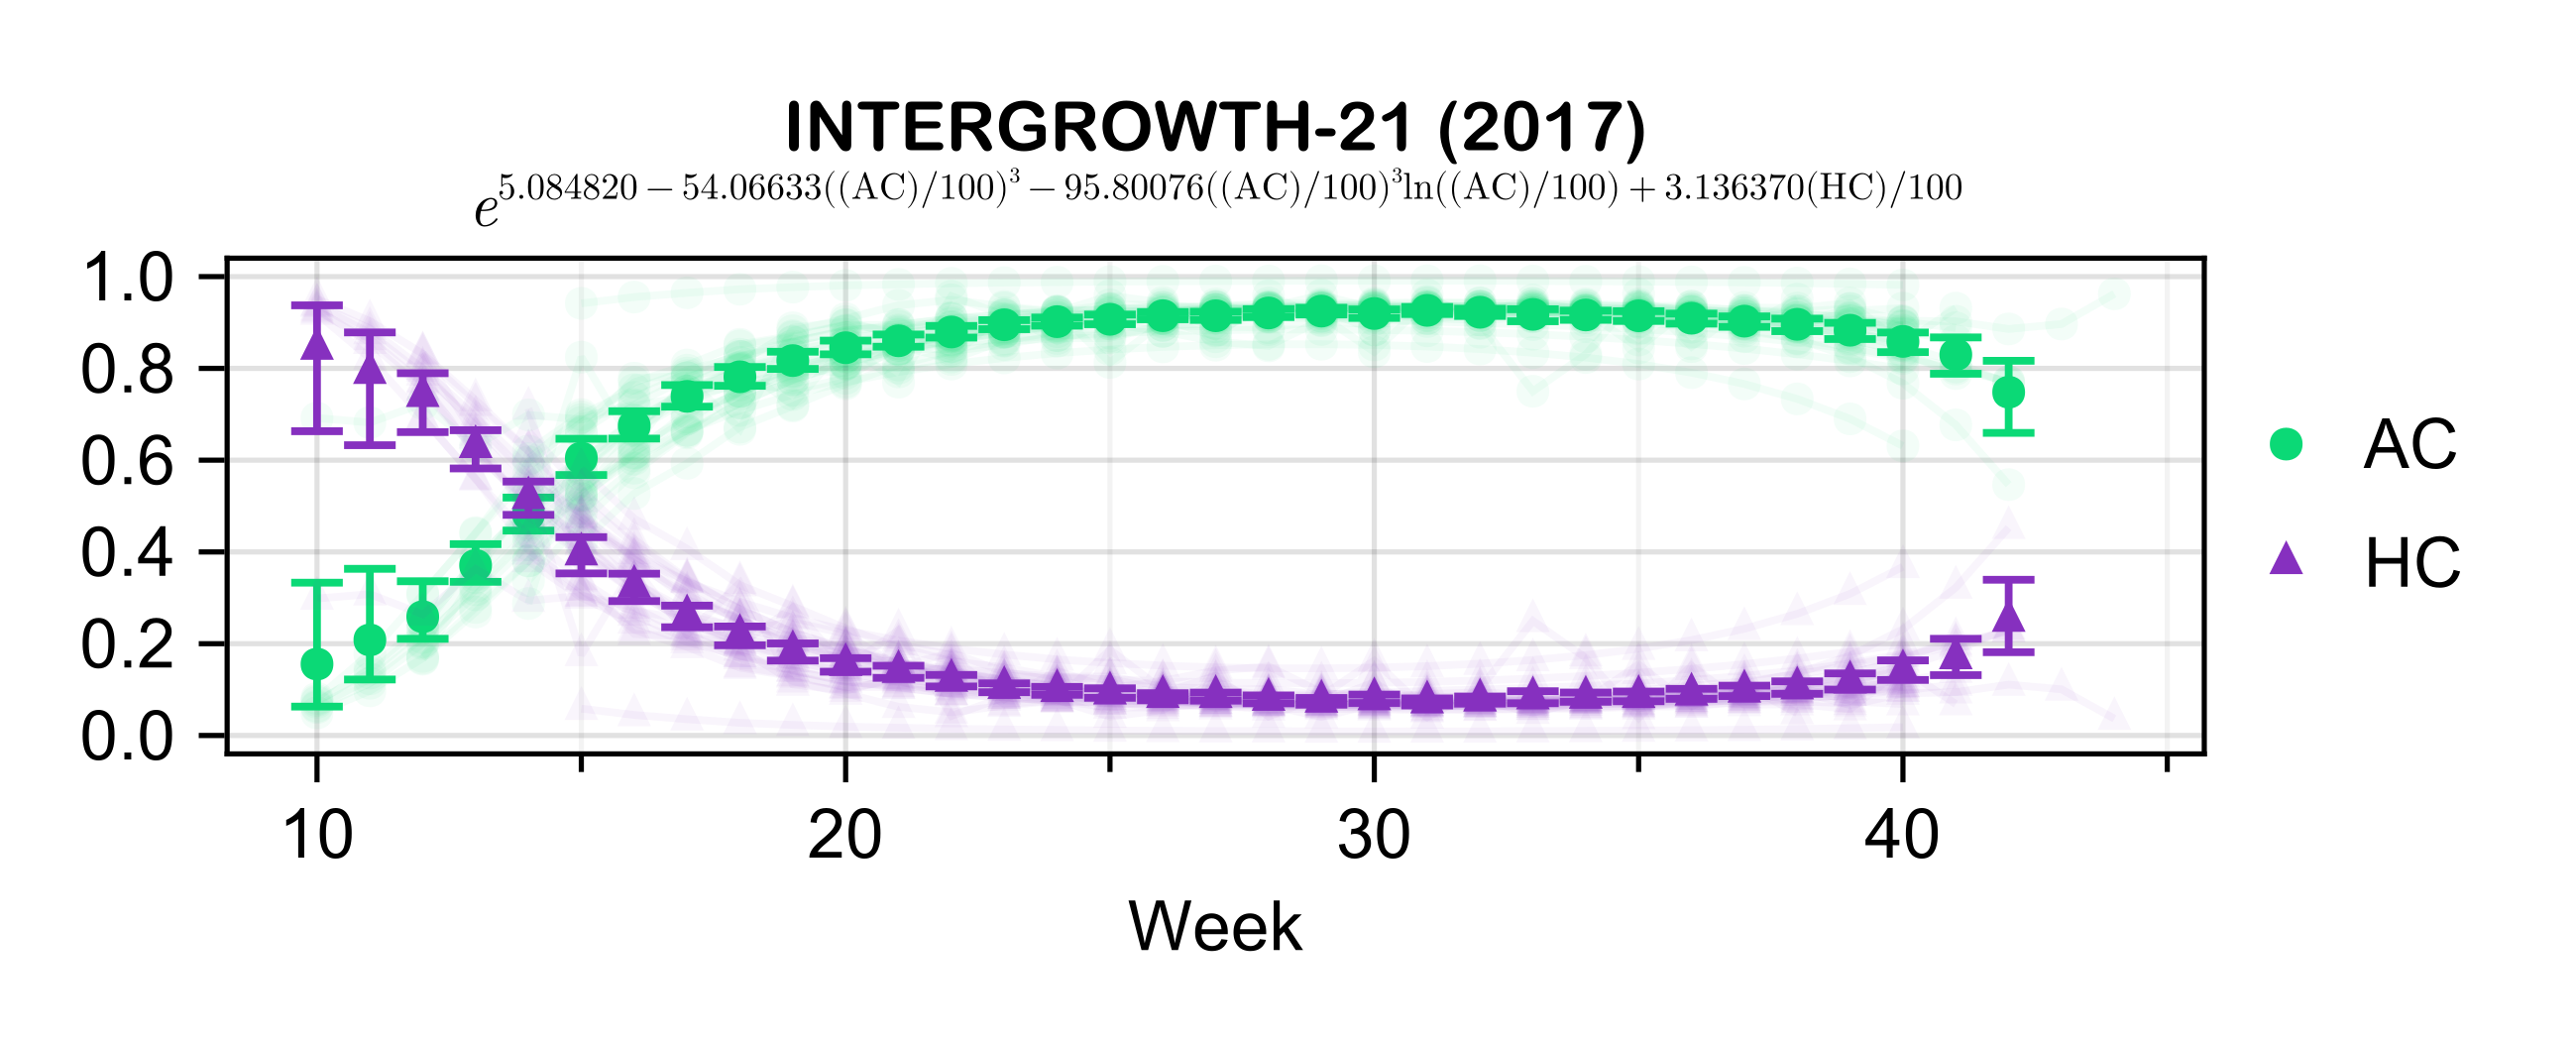 INTERGROWTH-21 (2017)
e^{5.084820 − 54.06633((AC)/100)^3 − 95.80076((AC)/100)^3 ln((AC)/100) + 3.136370(HC)/100}
1.0
0.8
0.6
0.4
0.2
0.0
10 20 30 40
Week
AC
HC